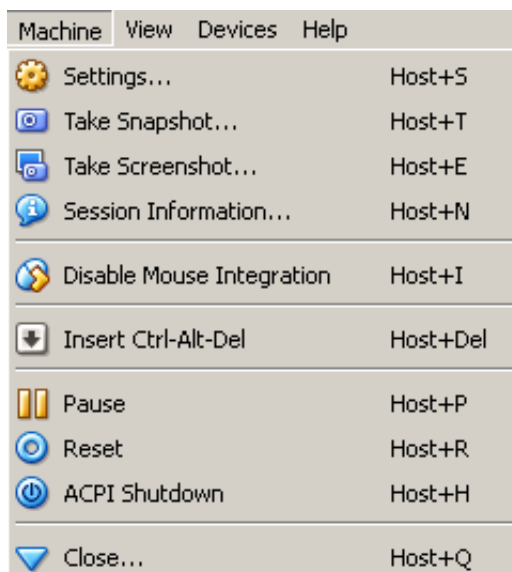 Machine View Devices Help
Settings... Host+S
Take Snapshot... Host+T
Take Screenshot... Host+E
Session Information... Host+N
Disable Mouse Integration Host+I
Insert Ctrl-Alt-Del Host+Del
Pause Host+P
Reset Host+R
ACPI Shutdown Host+H
Close... Host+Q